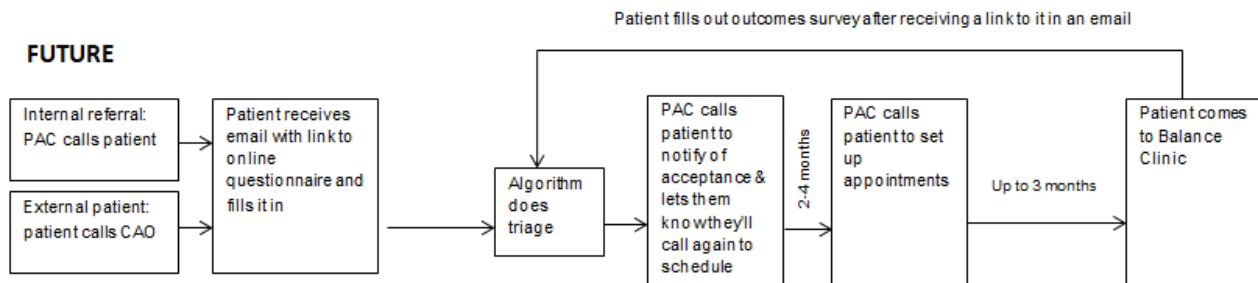 Patient fills out outcomes survey after receiving a link to it in an email
FUTURE
Internal referral:
PAC calls patient
External patient:
patient calls CAO
Patient receives
email with link to
online
questionnaire and
fills it in
Algorithm
does
triage
PAC calls
patient to
notify of
acceptance &
lets them
knowthey'll
call again to
schedule
2-4 months
PAC calls
patient to set
up
appointments
Up to 3 months
Patient comes
to Balance
Clinic